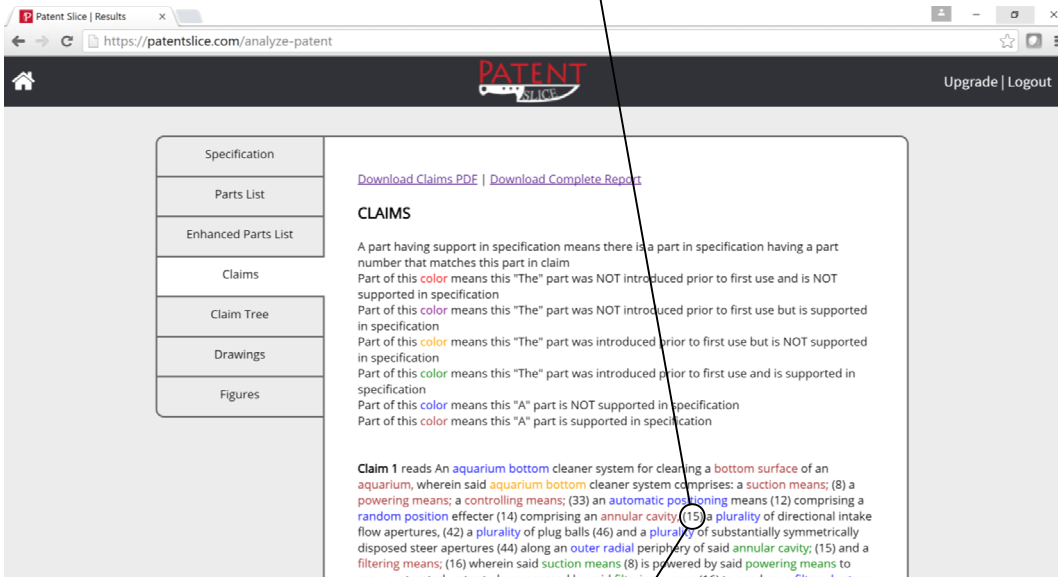 Patent Slice | Results
https://patentslice.com/analyze-patent
PATENT
SLICE
Upgrade | Logout
Specification
Parts List
Enhanced Parts List
Claims
Claim Tree
Drawings
Figures
Download Claims PDF | Download Complete Report
CLAIMS
A part having support in specification means there is a part in specification having a part
number that matches this part in claim
Part of this color means this "The" part was NOT introduced prior to first use and is NOT
supported in specification
Part of this color means this "The" part was NOT introduced prior to first use but is supported
in specification
Part of this color means this "The" part was introduced prior to first use but is NOT supported
in specification
Part of this color means this "The" part was introduced prior to first use and is supported in
specification
Part of this color means this "A" part is NOT supported in specification
Part of this color means this "A" part is supported in specification
Claim 1 reads An aquarium bottom cleaner system for cleaning a bottom surface of an
aquarium, wherein said aquarium bottom cleaner system comprises: a suction means; (8) a
powering means; a controlling means; (33) an automatic positioning means (12) comprising a
random position effecter (14) comprising an annular cavity, (15) a plurality of directional intake
flow apertures, (42) a plurality of plug balls (46) and a plurality of substantially symmetrically
disposed steer apertures (44) along an outer radial periphery of said annular cavity; (15) and a
filtering means; (16) wherein said suction means (8) is powered by said powering means to